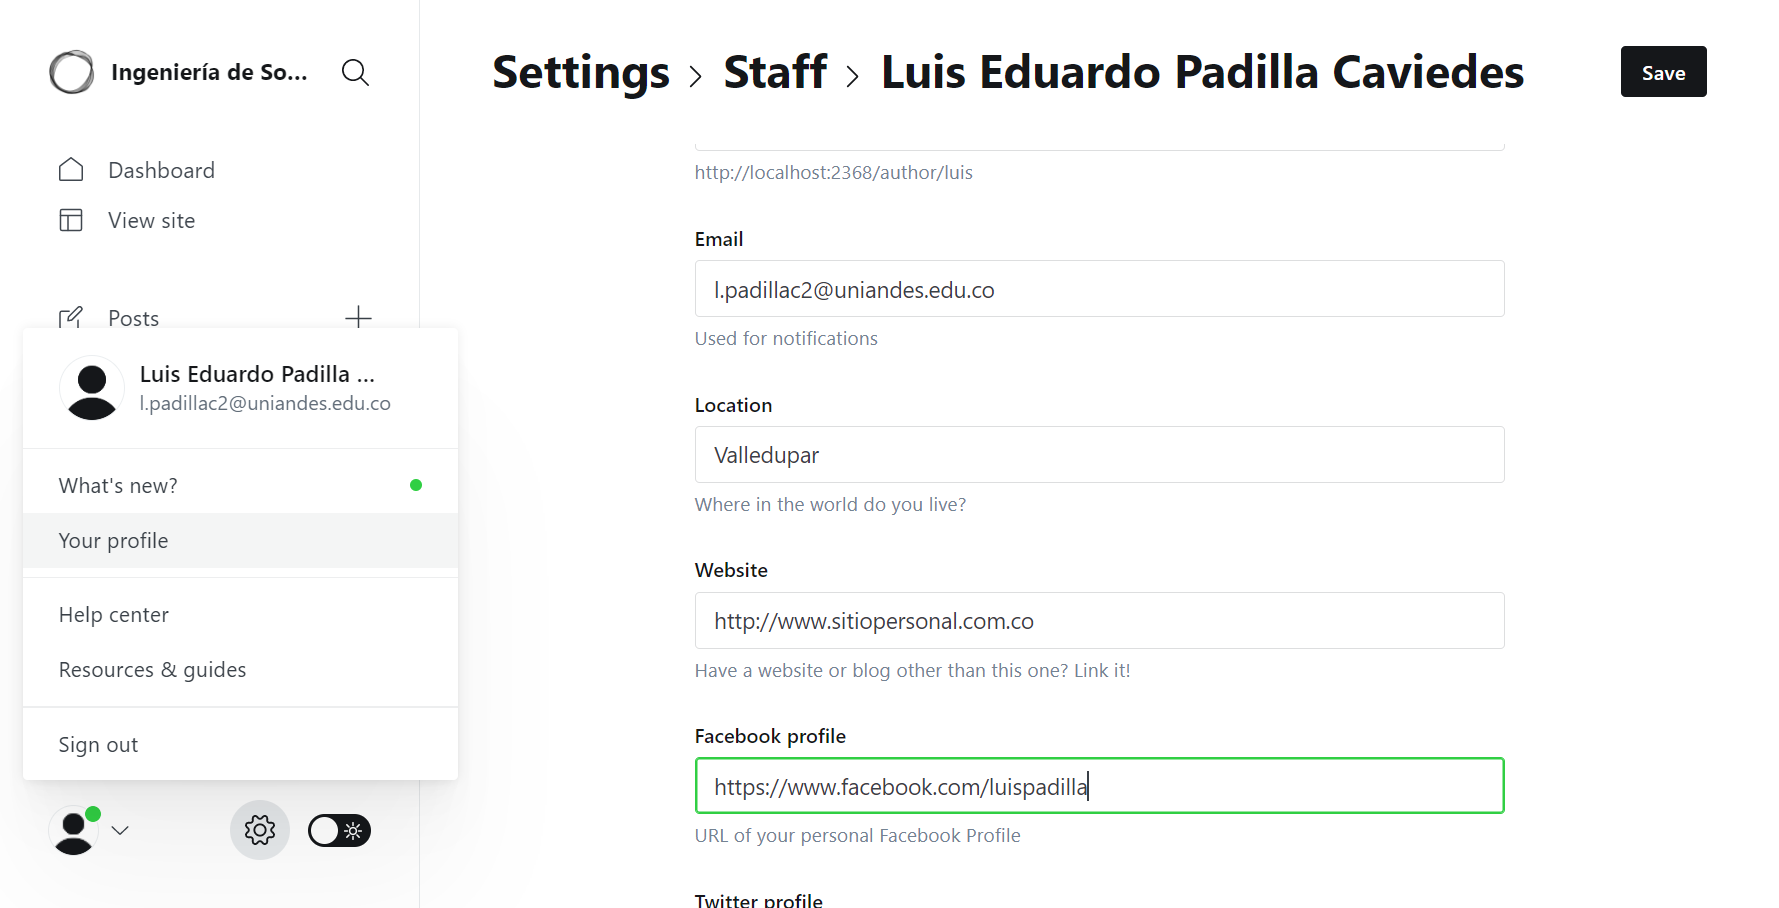 Ingeniería de So...
Dashboard
View site
Posts
Luis Eduardo Padilla ...
l.padillac2@uniandes.edu.co
What's new?
Your profile
Help center
Resources & guides
Sign out
Settings > Staff > Luis Eduardo Padilla Caviedes
Save
http://localhost:2368/author/luis
Email
l.padillac2@uniandes.edu.co
Used for notifications
Location
Valledupar
Where in the world do you live?
Website
http://www.sitiopersonal.com.co
Have a website or blog other than this one? Link it!
Facebook profile
https://www.facebook.com/luispadilla
URL of your personal Facebook Profile
Twitter profile